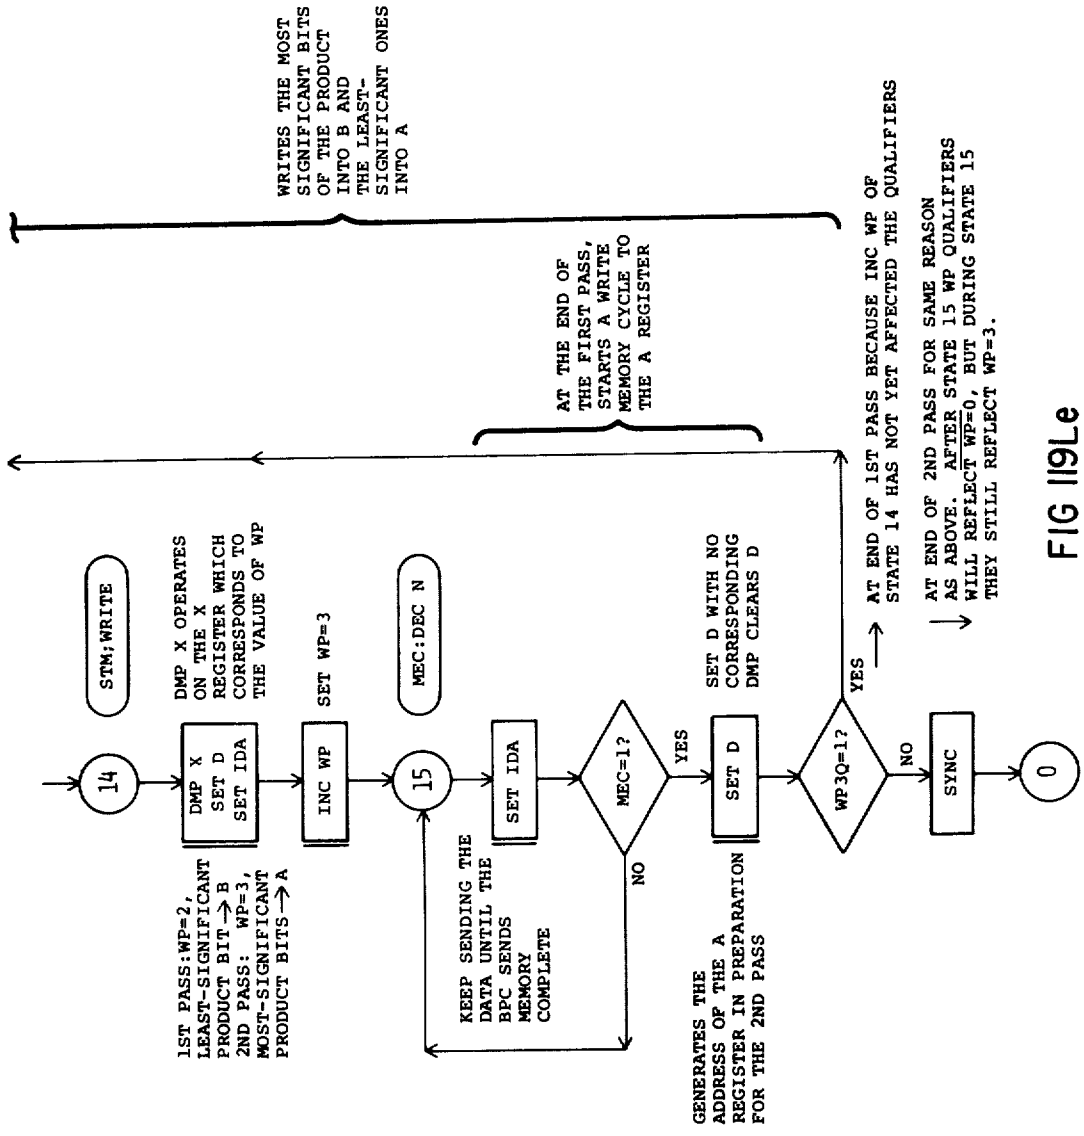 14
STM;WRITE
1ST PASS:WP=2,
LEAST-SIGNIFICANT
PRODUCT BIT→B
2ND PASS: WP=3,
MOST-SIGNIFICANT
PRODUCT BITS→A
DMP X
SET D
SET IDA
DMP X OPERATES
ON THE X
REGISTER WHICH
CORRESPONDS TO
THE VALUE OF WP
INC WP
SET WP=3
15
MEC:DEC N
KEEP SENDING THE
DATA UNTIL THE
BPC SENDS
MEMORY
COMPLETE
SET IDA
MEC=1?
NO
YES
GENERATES THE
ADDRESS OF THE A
REGISTER IN PREPARATION
FOR THE 2ND PASS
SET D
SET D WITH NO
CORRESPONDING
DMP CLEARS D
AT THE END OF
THE FIRST PASS,
STARTS A WRITE
MEMORY CYCLE TO
THE A REGISTER
WRITES THE MOST
SIGNIFICANT BITS
OF THE PRODUCT
INTO B AND
THE LEAST-
SIGNIFICANT ONES
INTO A
WP3Q=1?
YES
→ AT END OF 1ST PASS BECAUSE INC WP OF
STATE 14 HAS NOT YET AFFECTED THE QUALIFIERS
NO
AT END OF 2ND PASS FOR SAME REASON
AS ABOVE. AFTER STATE 15 WP QUALIFIERS
WILL REFLECT WP=0, BUT DURING STATE 15
THEY STILL REFLECT WP=3.
SYNC
0
FIG 119Le